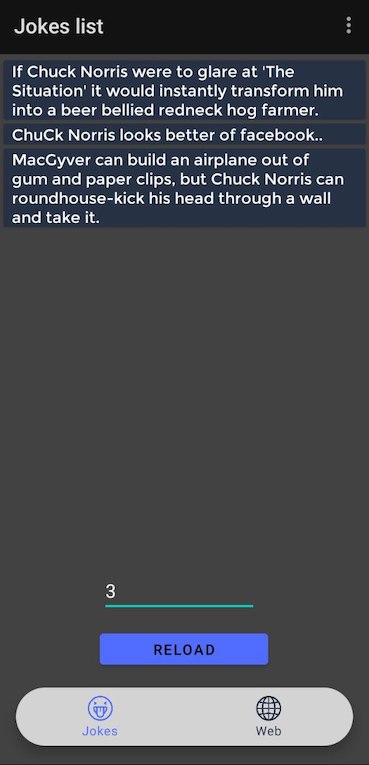 Jokes list
If Chuck Norris were to glare at 'The
Situation' it would instantly transform him
into a beer bellied redneck hog farmer.
ChuCk Norris looks better of facebook..
MacGyver can build an airplane out of
gum and paper clips, but Chuck Norris can
roundhouse-kick his head through a wall
and take it.
3
RELOAD
Jokes
Web